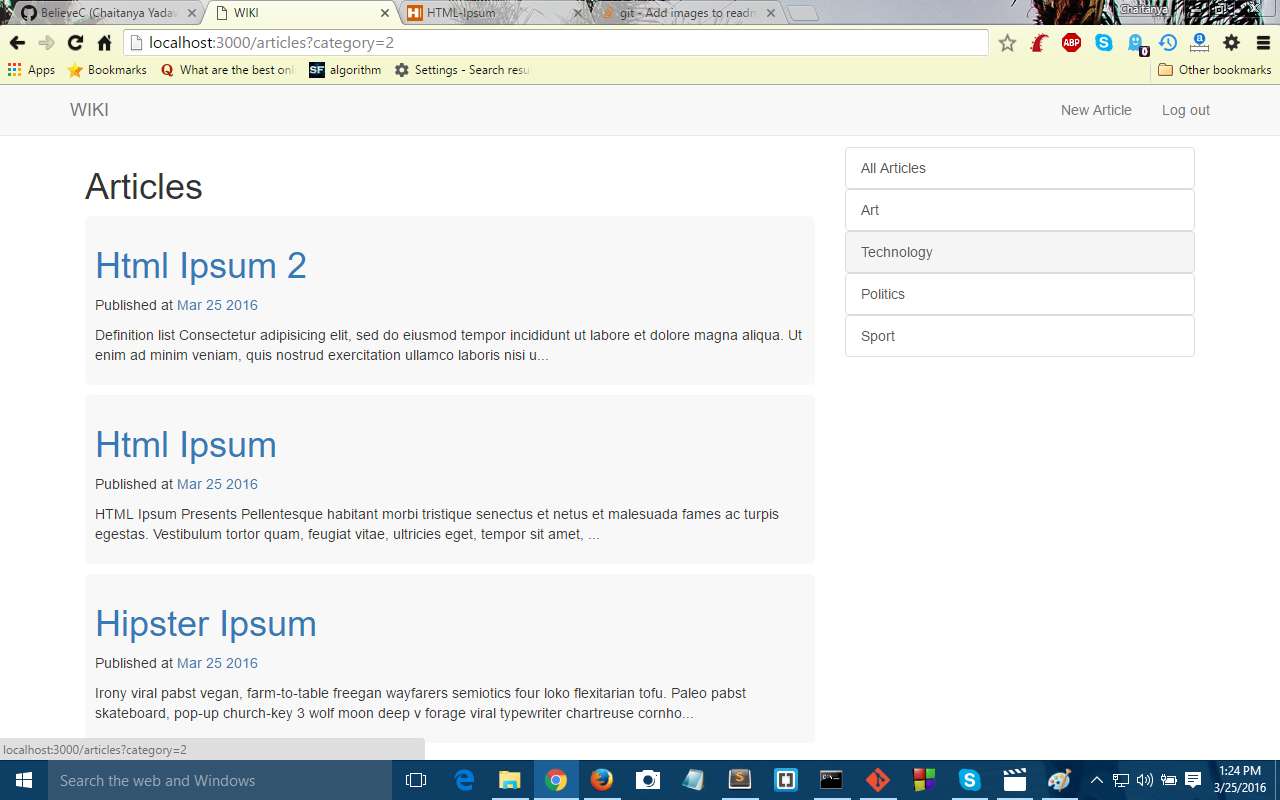 BelieveC (Chaitanya Yadav
WIKI
HTML-Ipsum
git - Add images to readm
Chaitanya
localhost:3000/articles?category=2
ABP
0
Apps
Bookmarks
What are the best onl
SF
algorithm
Settings - Search resu
Other bookmarks
WIKI
New Article
Log out
Articles
Html Ipsum 2
Published at Mar 25 2016
Definition list Consectetur adipisicing elit, sed do eiusmod tempor incididunt ut labore et dolore magna aliqua. Ut
enim ad minim veniam, quis nostrud exercitation ullamco laboris nisi u...
Html Ipsum
Published at Mar 25 2016
HTML Ipsum Presents Pellentesque habitant morbi tristique senectus et netus et malesuada fames ac turpis
egestas. Vestibulum tortor quam, feugiat vitae, ultricies eget, tempor sit amet, ...
Hipster Ipsum
Published at Mar 25 2016
Irony viral pabst vegan, farm-to-table freegan wayfarers semiotics four loko flexitarian tofu. Paleo pabst
skateboard, pop-up church-key 3 wolf moon deep v forage viral typewriter chartreuse cornho...
All Articles
Art
Technology
Politics
Sport
localhost:3000/articles?category=2
Search the web and Windows
1:24 PM
3/25/2016